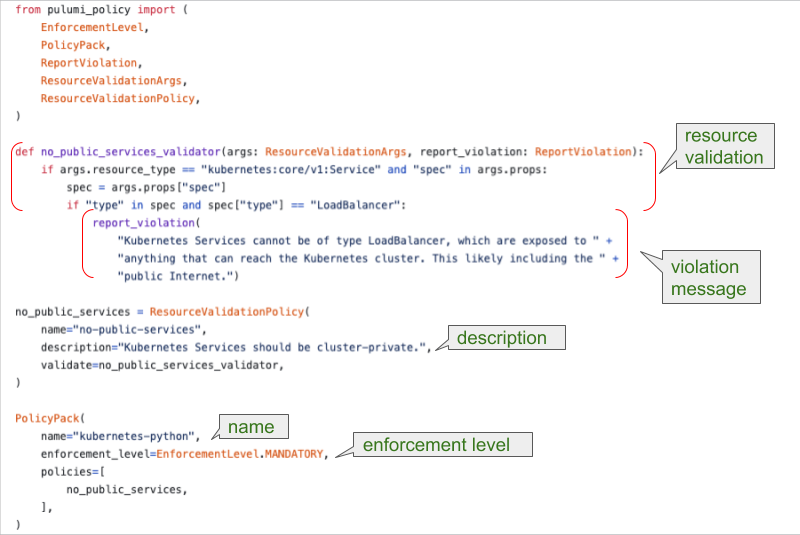 from pulumi_policy import (
    EnforcementLevel,
    PolicyPack,
    ReportViolation,
    ResourceValidationArgs,
    ResourceValidationPolicy,
)
def no_public_services_validator(args: ResourceValidationArgs, report_violation: ReportViolation):
    if args.resource_type == "kubernetes:core/v1:Service" and "spec" in args.props:
        spec = args.props["spec"]
        if "type" in spec and spec["type"] == "LoadBalancer":
            report_violation(
                "Kubernetes Services cannot be of type LoadBalancer, which are exposed to " +
                "anything that can reach the Kubernetes cluster. This likely including the " +
                "public Internet.")
resource
validation
violation
message
no_public_services = ResourceValidationPolicy(
    name="no-public-services",
    description="Kubernetes Services should be cluster-private.",
    validate=no_public_services_validator,
)
description
PolicyPack(
    name="kubernetes-python",
    enforcement_level=EnforcementLevel.MANDATORY,
    policies=[
        no_public_services,
    ],
)
name
enforcement level